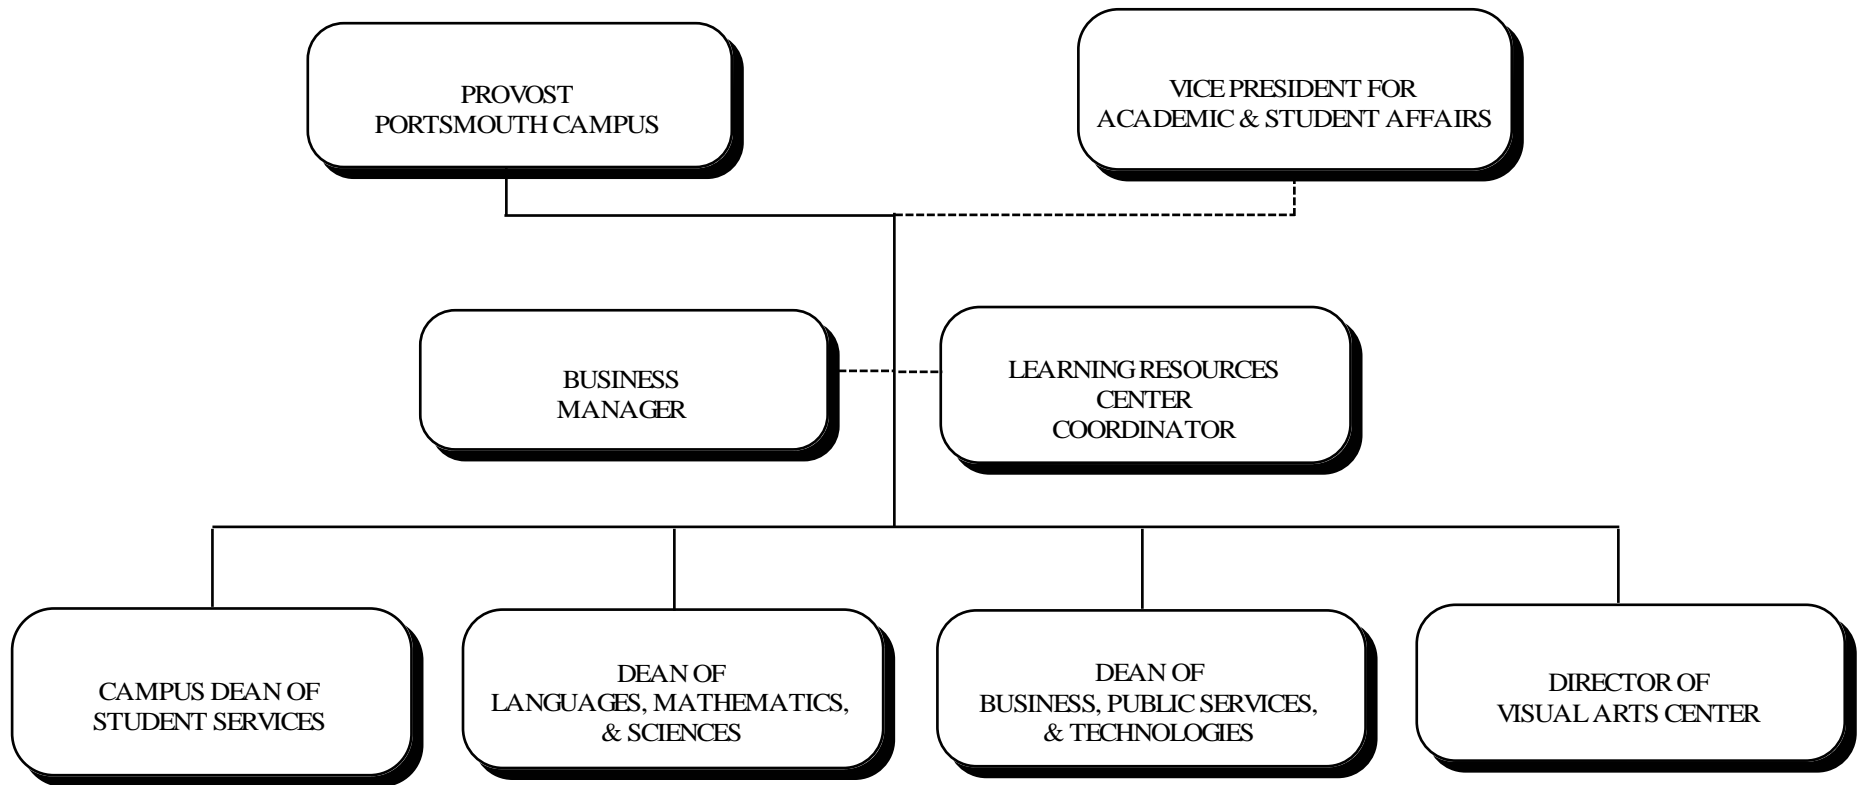 PROVOST
PORTSMOUTH CAMPUS
VICE PRESIDENT FOR
ACADEMIC & STUDENT AFFAIRS
BUSINESS
MANAGER
LEARNING RESOURCES
CENTER
COORDINATOR
CAMPUS DEAN OF
STUDENT SERVICES
DEAN OF
LANGUAGES, MATHEMATICS,
& SCIENCES
DEAN OF
BUSINESS, PUBLIC SERVICES,
& TECHNOLOGIES
DIRECTOR OF
VISUAL ARTS CENTER